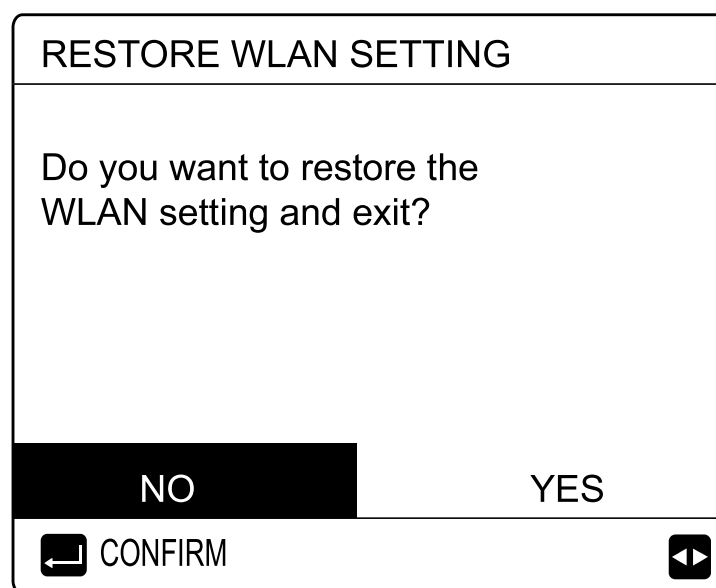 RESTORE WLAN SETTING
Do you want to restore the
WLAN setting and exit?
NO YES
CONFIRM